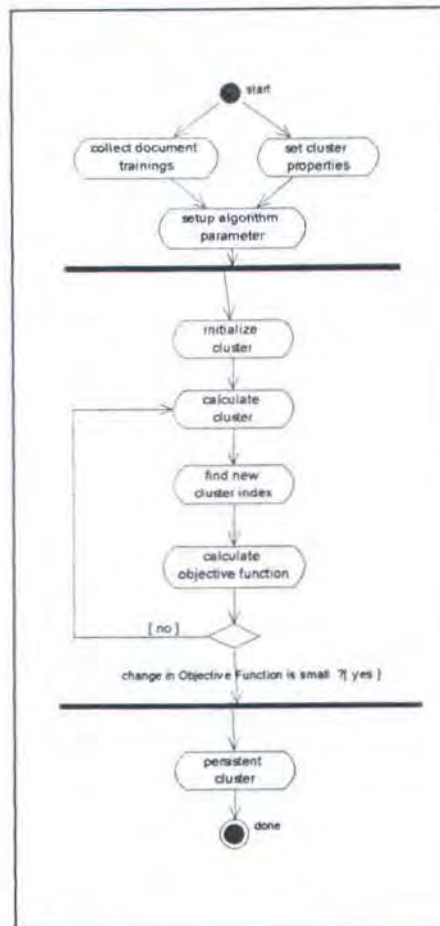 start
collect document
trainings
set cluster
properties
setup algorithm
parameter
initialize
cluster
calculate
cluster
find new
cluster index
calculate
objective function
{ no }
change in Objective Function is small ?{ yes }
persistent
cluster
done